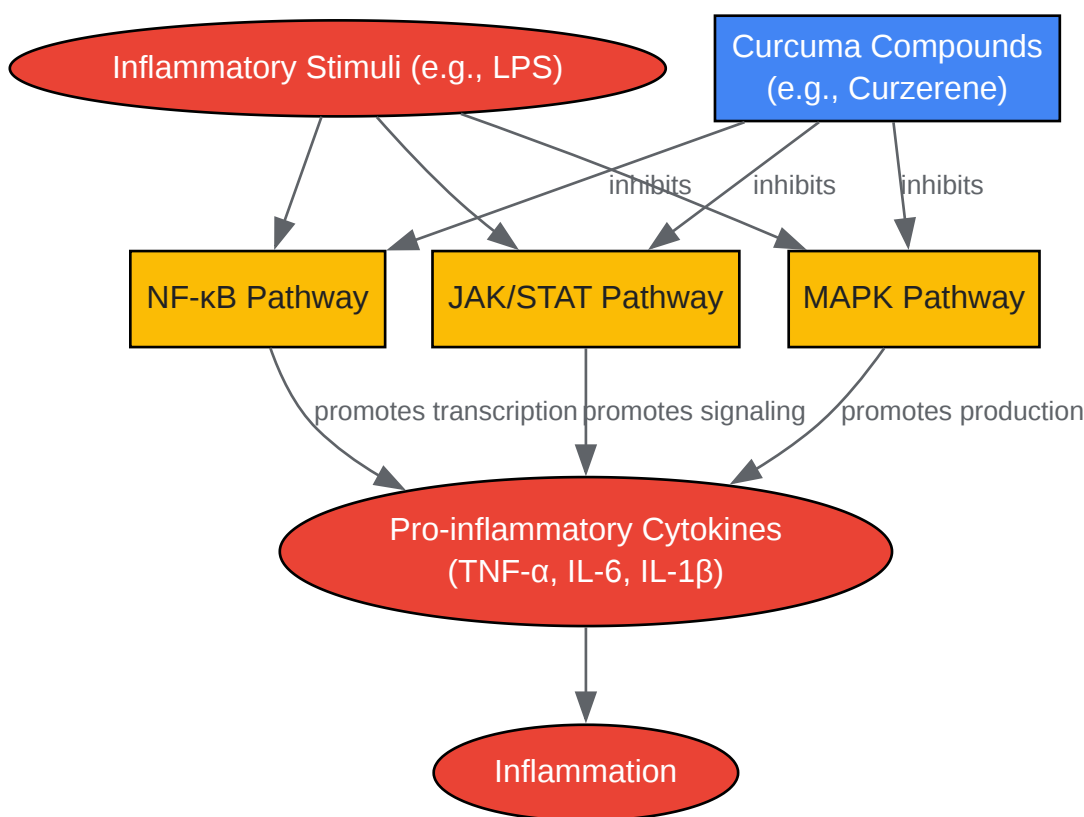 Inflammatory Stimuli (e.g., LPS)
Curcuma Compounds
(e.g., Curzerene)
inhibits
inhibits
inhibits
NF-κB Pathway
JAK/STAT Pathway
MAPK Pathway
promotes transcription
promotes signaling
promotes production
Pro-inflammatory Cytokines
(TNF-α, IL-6, IL-1β)
Inflammation